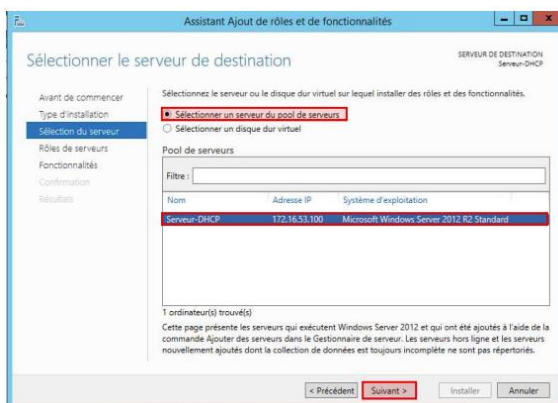 Assistant Ajout de rôles et de fonctionnalités
Sélectionner le serveur de destination
SERVEUR DE DESTINATION
Serveur-DHCP
Avant de commencer
Type d'installation
Sélection du serveur
Rôles de serveurs
Fonctionnalités
Confirmation
Résultats
Sélectionnez le serveur ou le disque dur virtuel sur lequel installer des rôles et des fonctionnalités.
Sélectionner un serveur du pool de serveurs
Sélectionner un disque dur virtuel
Pool de serveurs
Filtre :
Nom Adresse IP Système d'exploitation
Serveur-DHCP 172.16.53.100 Microsoft Windows Server 2012 R2 Standard
1 ordinateur(s) trouvé(s)
Cette page présente les serveurs qui exécutent Windows Server 2012 et qui ont été ajoutés à l'aide de la
commande Ajouter des serveurs dans le Gestionnaire de serveur. Les serveurs hors ligne et les serveurs
nouvellement ajoutés dont la collection de données est toujours incomplète ne sont pas répertoriés.
< Précédent Suivant > Installer Annuler